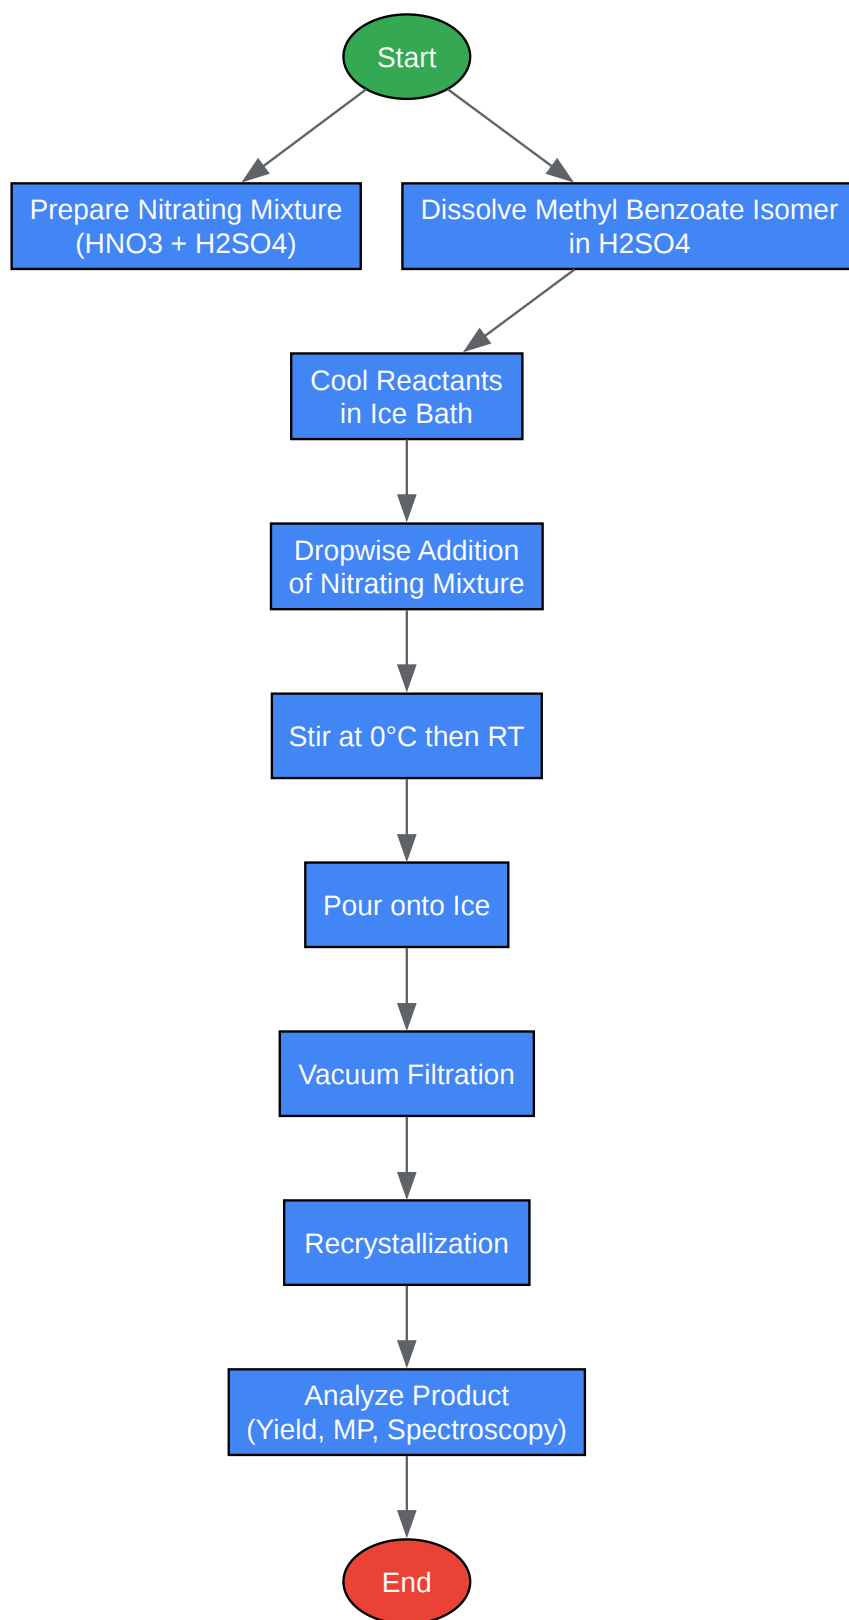 Start
Prepare Nitrating Mixture
(HNO3 + H2SO4)
Dissolve Methyl Benzoate Isomer
in H2SO4
Cool Reactants
in Ice Bath
Dropwise Addition
of Nitrating Mixture
Stir at 0°C then RT
Pour onto Ice
Vacuum Filtration
Recrystallization
Analyze Product
(Yield, MP, Spectroscopy)
End